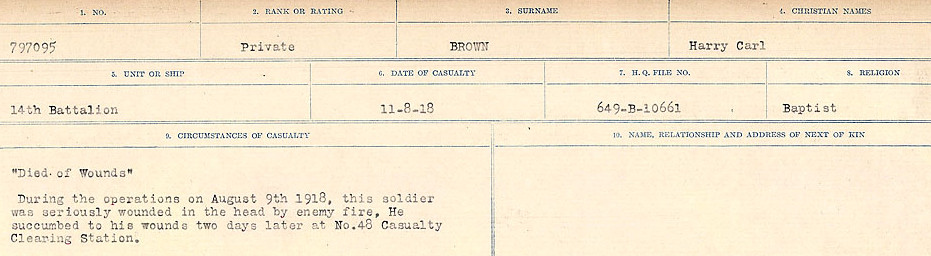 1. NO. 2. RANK OR RATING 3. SURNAME 4. CHRISTIAN NAMES
797095 Private BROWN Harry Carl
5. UNIT OR SHIP 6. DATE OF CASUALTY 7. H. Q. FILE NO. 8. RELIGION
14th Battalion 11-8-18 649-B-10661 Baptist
9. CIRCUMSTANCES OF CASUALTY 10. NAME, RELATIONSHIP AND ADDRESS OF NEXT OF KIN
"Died of Wounds"
During the operations on August 9th 1918, this soldier
was seriously wounded in the head by enemy fire, He
succumbed to his wounds two days later at No.48 Casualty
Clearing Station.